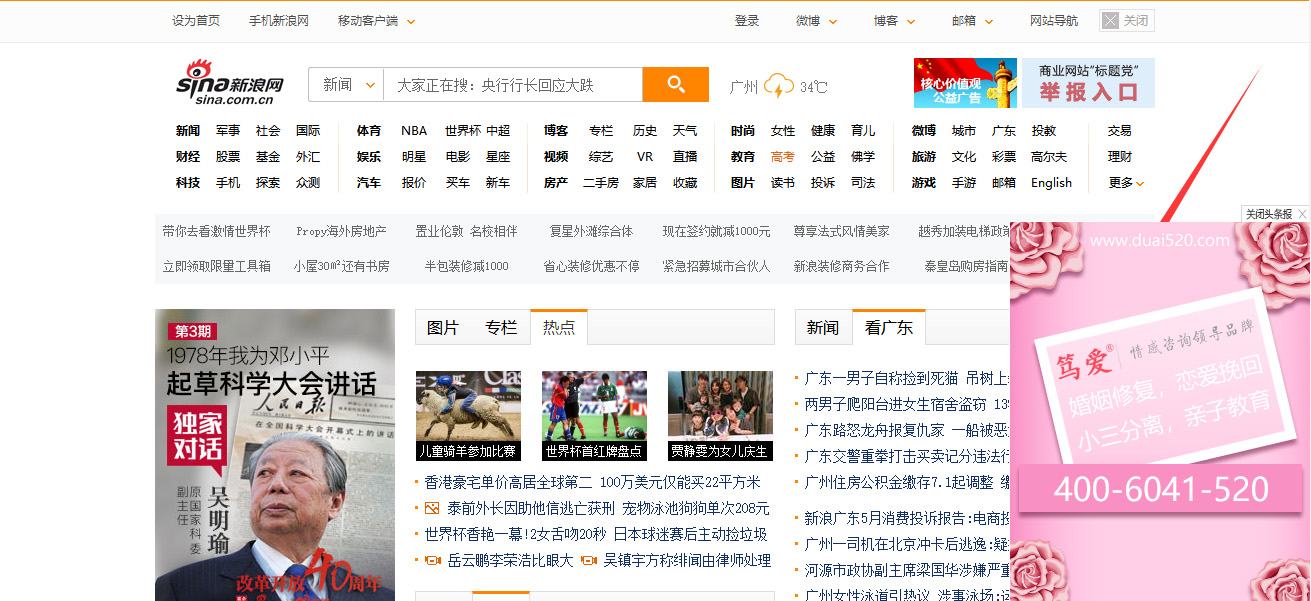 设为首页 手机新浪网 移动客户端 登录 微博 博客 邮箱 网站导航 关闭
sina新浪网
sina.com.cn
新闻 大家正在搜：央行行长回应大跌
广州 34℃
核心价值观
公益广告
商业网站“标题党”
举报入口
新闻 军事 社会 国际 体育 NBA 世界杯 中超 博客 专栏 历史 天气 时尚 女性 健康 育儿 微博 城市 广东 投教 交易
财经 股票 基金 外汇 娱乐 明星 电影 星座 视频 综艺 VR 直播 教育 高考 公益 佛学 旅游 文化 彩票 高尔夫 理财
科技 手机 探索 众测 汽车 报价 买车 新车 房产 二手房 家居 收藏 图片 读书 投诉 司法 游戏 手游 邮箱 English 更多
带你去看激情世界杯 Propy海外房地产 置业伦敦 名校相伴 复星外滩综合体 现在签约就减1000元 尊享法式风情美家 越秀加装电梯政策
立即领取限量工具箱 小屋30㎡还有书房 半包装修减1000 省心装修优惠不停 紧急招募城市合伙人 新浪装修商务合作 秦皇岛购房指南
关闭头条报
www.duai520.com
笃爱® 情感咨询领导品牌
婚姻修复，恋爱挽回
小三分离，亲子教育
400-6041-520
第3期
1978年我为邓小平
起草科学大会讲话
人民日报
在全国科学大会开幕式上的讲话
独家
对话
吴明瑜
原国家科委
副主任
改革开放40周年
图片 专栏 热点
儿童骑羊参加比赛 世界杯首红牌盘点 贾静雯为女儿庆生
香港豪宅单价高居全球第二 100万美元仅能买22平方米
泰前外长因助他信逃亡获刑 宠物泳池狗狗单次208元
世界杯香艳一幕!2女舌吻20秒 日本球迷赛后主动捡垃圾
岳云鹏李荣浩比眼大 吴镇宇方称绯闻由律师处理
新闻 看广东
广东一男子自称捡到死猫 吊树上
两男子爬阳台进女生宿舍盗窃 13
广东路怒龙舟报复仇家 一船被恶
广东交警重拳打击买卖记分违法行
广州住房公积金缴存7.1起调整
新浪广东5月消费投诉报告:电商投
广州一司机在北京冲卡后逃逸:疑
河源市政协副主席梁国华涉嫌严重
广州女性泳道引热议 涉事泳场:运